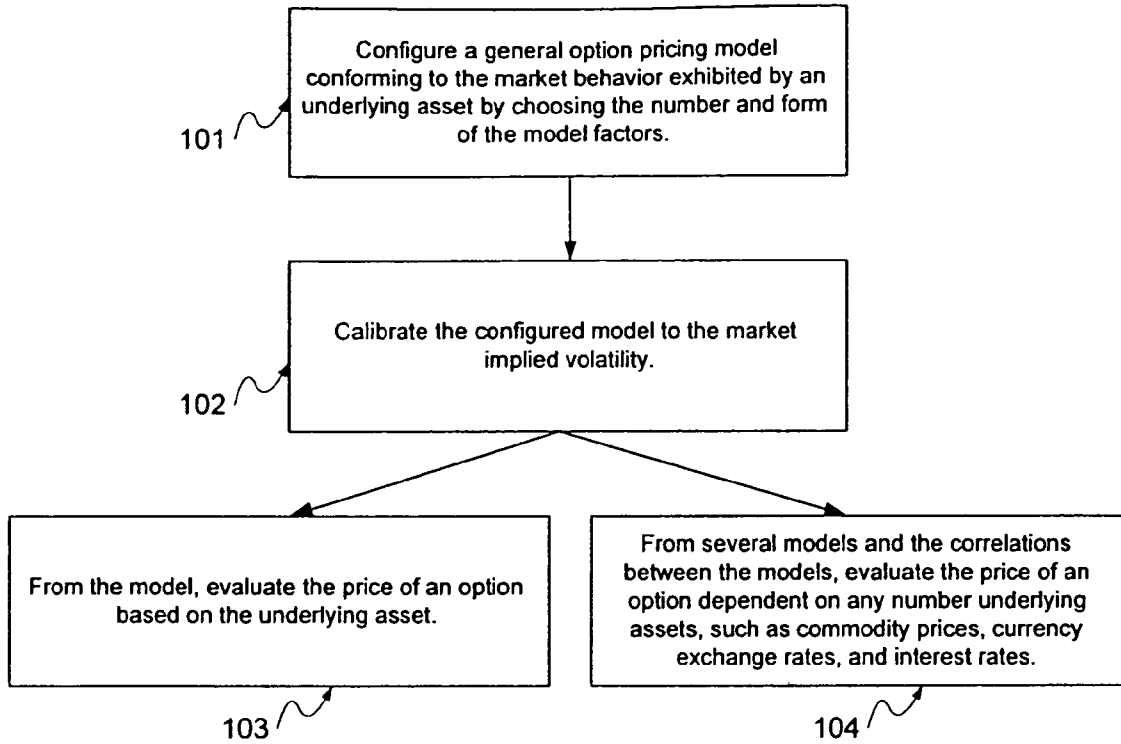 Configure a general option pricing model
conforming to the market behavior exhibited by an
underlying asset by choosing the number and form
of the model factors.
101
Calibrate the configured model to the market
implied volatility.
102
From the model, evaluate the price of an option
based on the underlying asset.
103
From several models and the correlations
between the models, evaluate the price of an
option dependent on any number underlying
assets, such as commodity prices, currency
exchange rates, and interest rates.
104